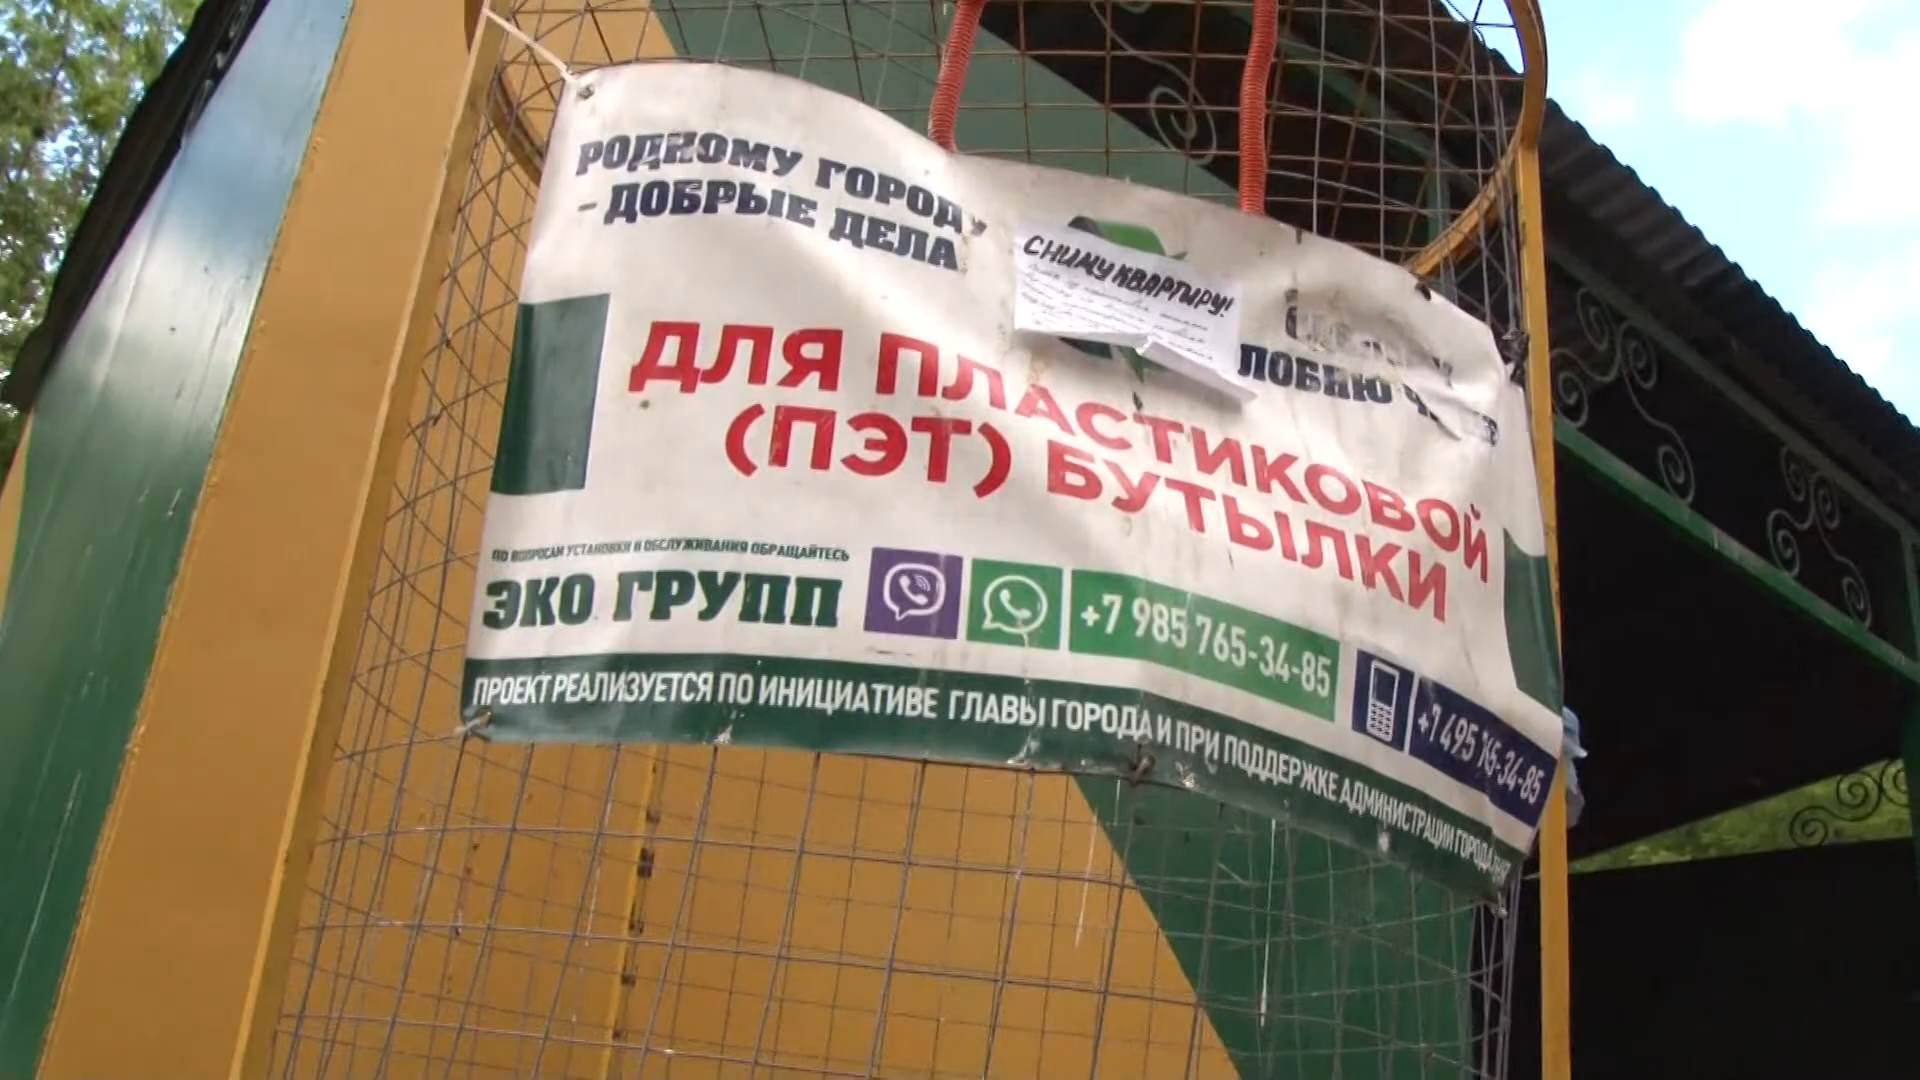 РОДНОМУ ГОРОДУ
- ДОБРЫЕ ДЕЛА
СНИМУ КВАРТИРУ!
ЛОБНЮ
ДЛЯ ПЛАСТИКОВОЙ
(ПЭТ) БУТЫЛКИ
ПО ВОПРОСАМ УСТАНОВКИ И ОБСЛУЖИВАНИЯ ОБРАЩАЙТЕСЬ
ЭКО ГРУПП
+7 985 765-34-85
+7 495 765-34-85
ПРОЕКТ РЕАЛИЗУЕТСЯ ПО ИНИЦИАТИВЕ ГЛАВЫ ГОРОДА И ПРИ ПОДДЕРЖКЕ АДМИНИСТРАЦИИ ГОРОДА